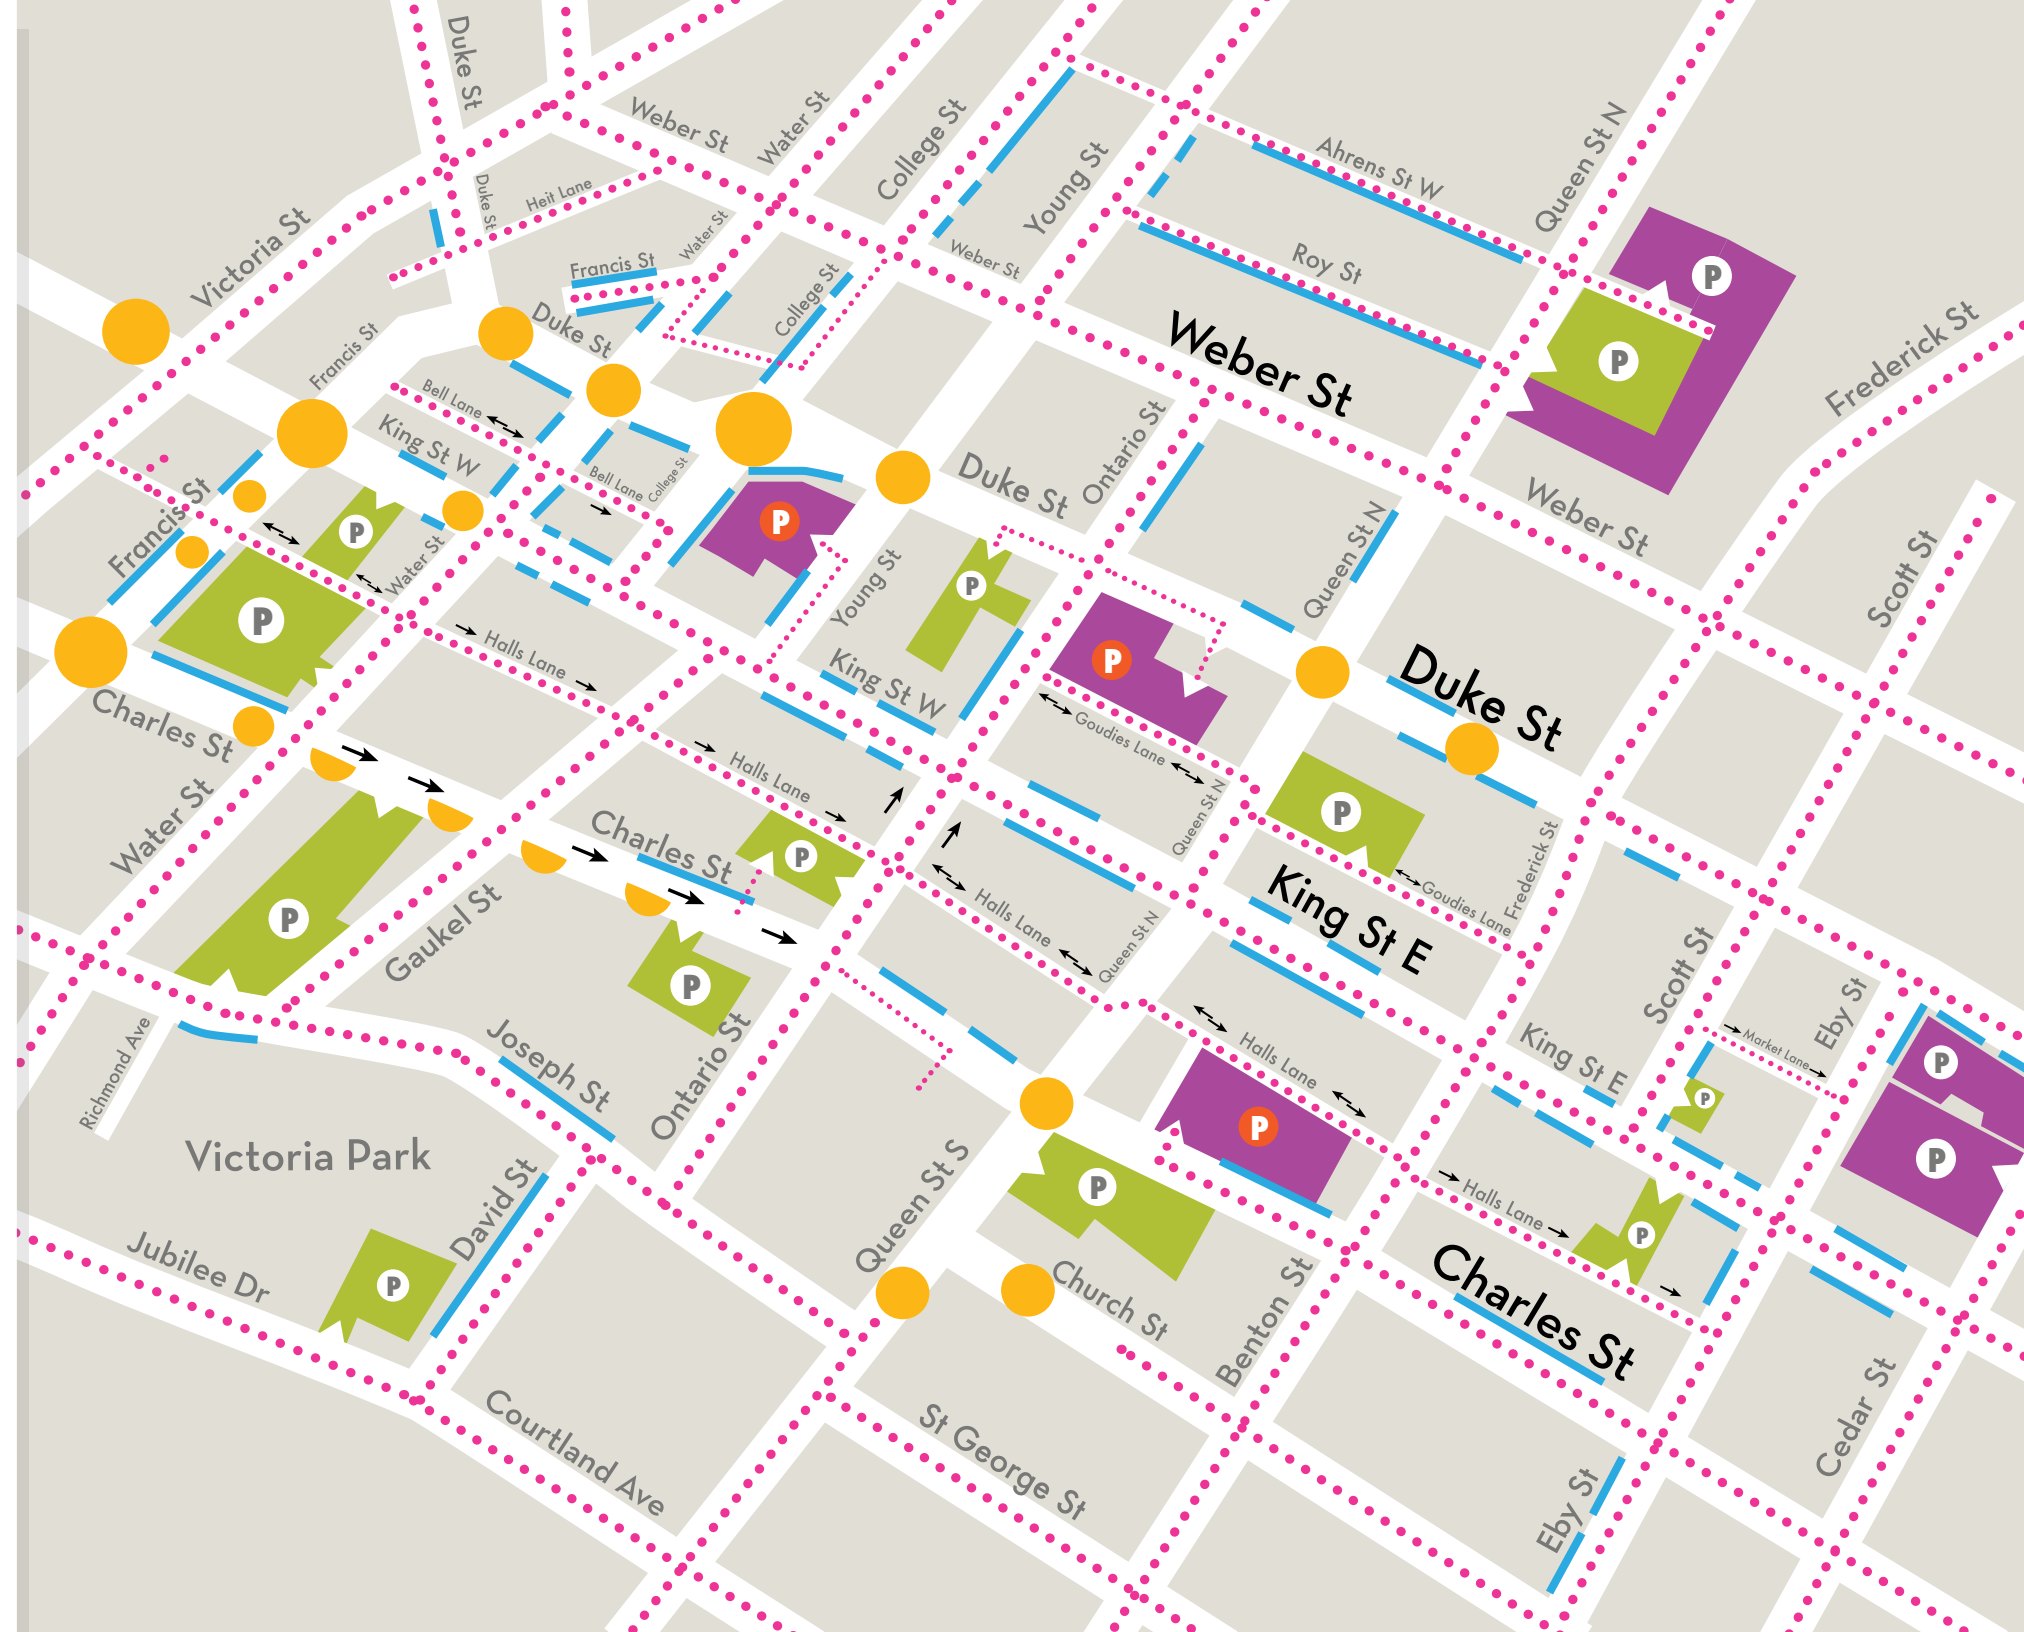 Duke St
Weber St
Water St
College St
Young St
Ahrens St W
Queen St N
Duke St
Heit Lane
Victoria St
Water St
Weber St
Roy St
P
Francis St
College St
Duke St
Frederick St
Francis St
Weber St
P
Bell Lane
King St W
Ontario St
Bell Lane
College St
Duke St
Weber St
Francis St
P
P
Queen St N
Scott St
Water St
Young St
P
P
Halls Lane
P
King St W
Duke St
Charles St
Goudies Lane
Halls Lane
Queen St N
Water St
Charles St
P
P
Frederick St
Goudies Lane
King St E
P
Gaukel St
Halls Lane
Queen St N
P
Scott St
Eby St
Richmond Ave
Joseph St
Ontario St
Halls Lane
King St E
Market Lane
P
P
P
Victoria Park
P
P
David St
Queen St S
Halls Lane
P
Jubilee Dr
P
Church St
Benton St
Charles St
Courtland Ave
St George St
Cedar St
Eby St